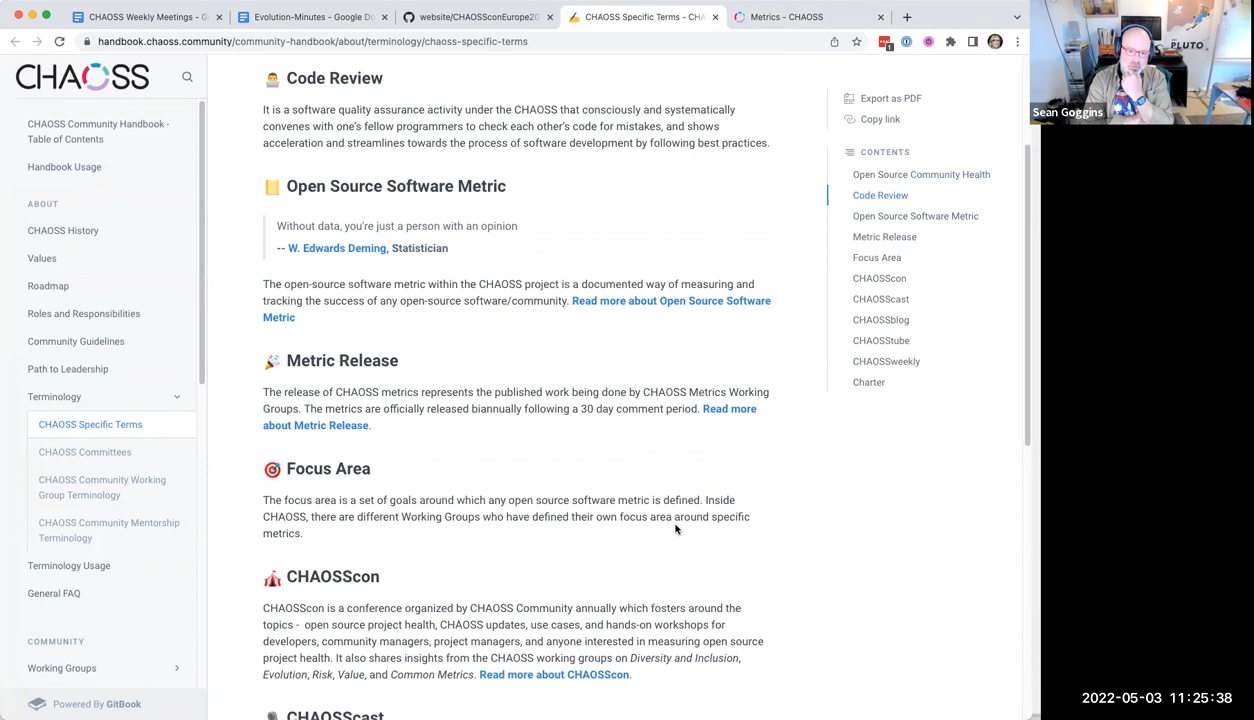 CHAOSS Weekly Meetings - G
Evolution-Minutes - Google Do
website/CHAOSSconEurope20
CHAOSS Specific Terms - CHA
Metrics - CHAOSS
handbook.chaoss.community/community-handbook/about/terminology/chaoss-specific-terms
1
PLUTO
Sean Goggins
CHAOSS
CHAOSS Community Handbook -
Table of Contents
Handbook Usage
ABOUT
CHAOSS History
Values
Roadmap
Roles and Responsibilities
Community Guidelines
Path to Leadership
Terminology
CHAOSS Specific Terms
CHAOSS Committees
CHAOSS Community Working
Group Terminology
CHAOSS Community Mentorship
Terminology
Terminology Usage
General FAQ
COMMUNITY
Working Groups
Powered By GitBook
Code Review
It is a software quality assurance activity under the CHAOSS that consciously and systematically
convenes with one's fellow programmers to check each other's code for mistakes, and shows
acceleration and streamlines towards the process of software development by following best practices.
Open Source Software Metric
Without data, you're just a person with an opinion
-- W. Edwards Deming, Statistician
The open-source software metric within the CHAOSS project is a documented way of measuring and
tracking the success of any open-source software/community. Read more about Open Source Software
Metric
Metric Release
The release of CHAOSS metrics represents the published work being done by CHAOSS Metrics Working
Groups. The metrics are officially released biannually following a 30 day comment period. Read more
about Metric Release.
Focus Area
The focus area is a set of goals around which any open source software metric is defined. Inside
CHAOSS, there are different Working Groups who have defined their own focus area around specific
metrics.
CHAOSScon
CHAOSScon is a conference organized by CHAOSS Community annually which fosters around the
topics - open source project health, CHAOSS updates, use cases, and hands-on workshops for
developers, community managers, project managers, and anyone interested in measuring open source
project health. It also shares insights from the CHAOSS working groups on Diversity and Inclusion,
Evolution, Risk, Value, and Common Metrics. Read more about CHAOSScon.
CHAOSScast
Export as PDF
Copy link
CONTENTS
Open Source Community Health
Code Review
Open Source Software Metric
Metric Release
Focus Area
CHAOSScon
CHAOSScast
CHAOSSblog
CHAOSStube
CHAOSSweekly
Charter
2022-05-03 11:25:38